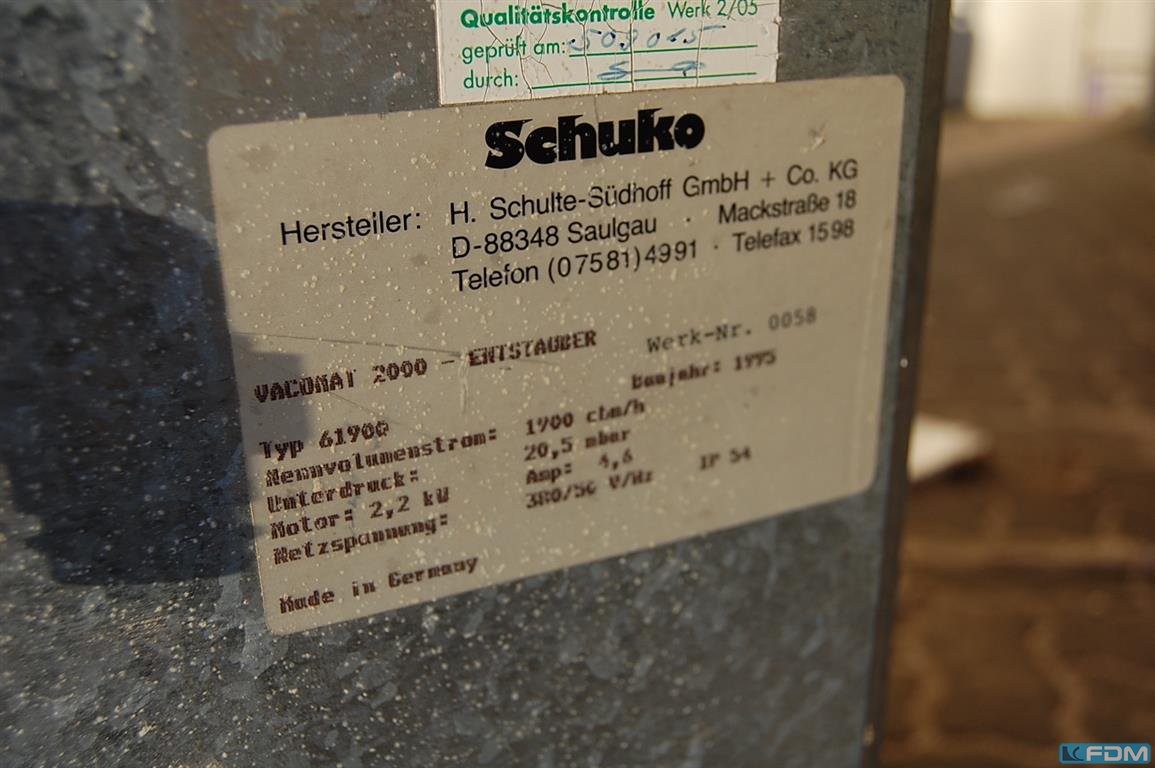 Qualitätskontrolle Werk 2/05
geprüft am:
durch:
Schuko
Hersteller: H. Schulte-Südhoff GmbH + Co. KG
D-88348 Saulgau · Mackstraße 18
Telefon (07581) 4991 · Telefax 1598
VACOMAT 2000 - ENTSTAUBER Werk-Nr. 0058
Baujahr: 1995
Typ 61900
Nennvolumenstrom: 1900 cbm/h
Unterdruck: 20,5 mbar
Motor: 2,2 kW Amp: 4,6 IP 54
Netzspannung: 380/50 V/Hz
Made in Germany
FDM